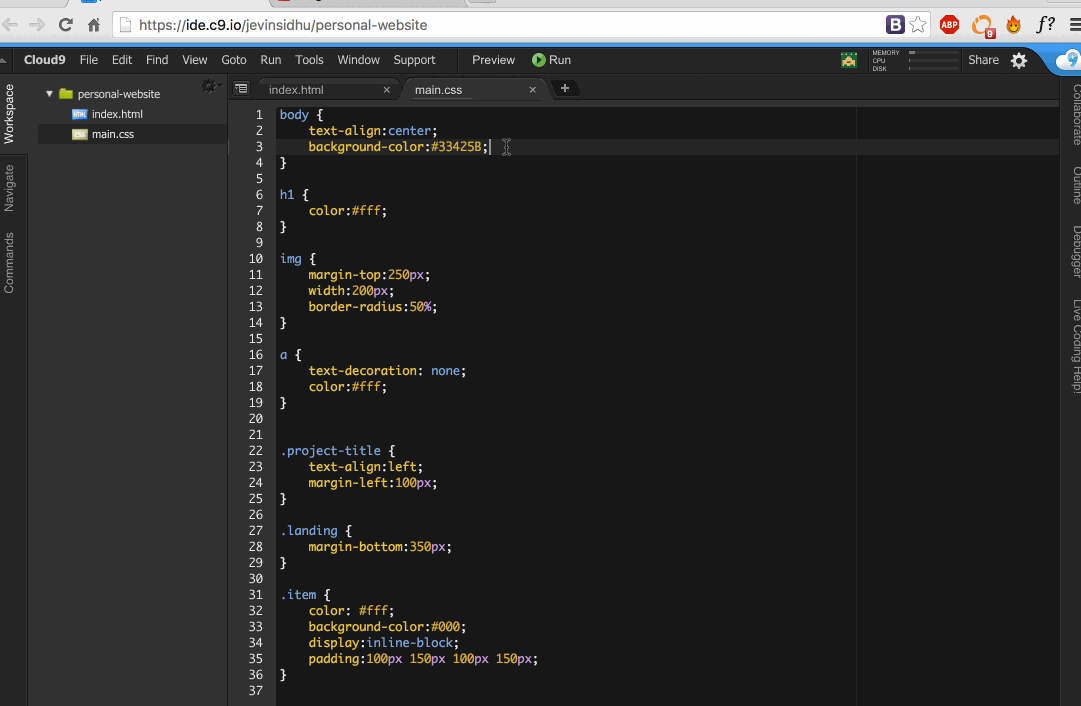 https://ide.c9.io/jevinsidhu/personal-website
B
ABP
9
f?
Cloud9 File Edit Find View Goto Run Tools Window Support Preview Run
MEMORY
CPU
DISK
Share
9
Workspace
Navigate
Commands
personal-website
HTML index.html
CSS main.css
index.html × main.css × +
1 body {
2 text-align:center;
3 background-color:#33425B;
4 }
5
6 h1 {
7 color:#fff;
8 }
9
10 img {
11 margin-top:250px;
12 width:200px;
13 border-radius:50%;
14 }
15
16 a {
17 text-decoration: none;
18 color:#fff;
19 }
20
21
22 .project-title {
23 text-align:left;
24 margin-left:100px;
25 }
26
27 .landing {
28 margin-bottom:350px;
29 }
30
31 .item {
32 color: #fff;
33 background-color:#000;
34 display:inline-block;
35 padding:100px 150px 100px 150px;
36 }
37
Collaborate
Outline
Debugger
Live Coding Help!